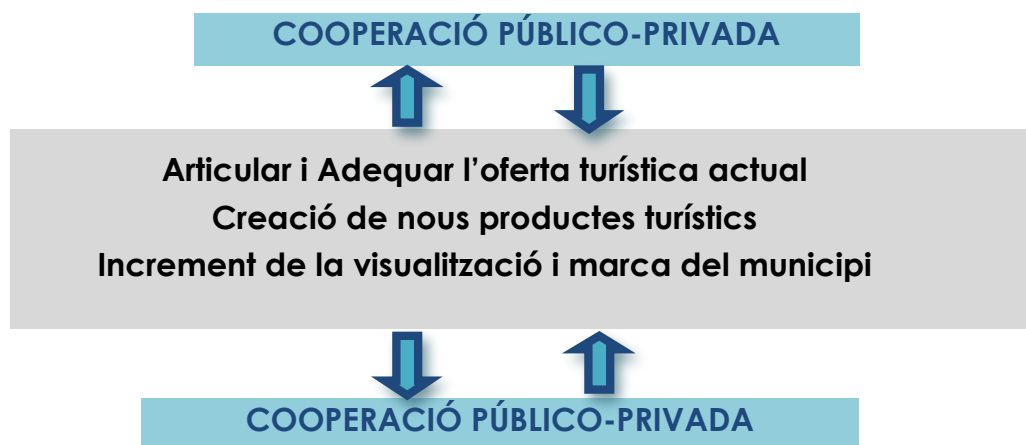 COOPERACIÓ PÚBLICO-PRIVADA
Articular i Adequar l’oferta turística actual
Creació de nous productes turístics
Increment de la visualització i marca del municipi
COOPERACIÓ PÚBLICO-PRIVADA